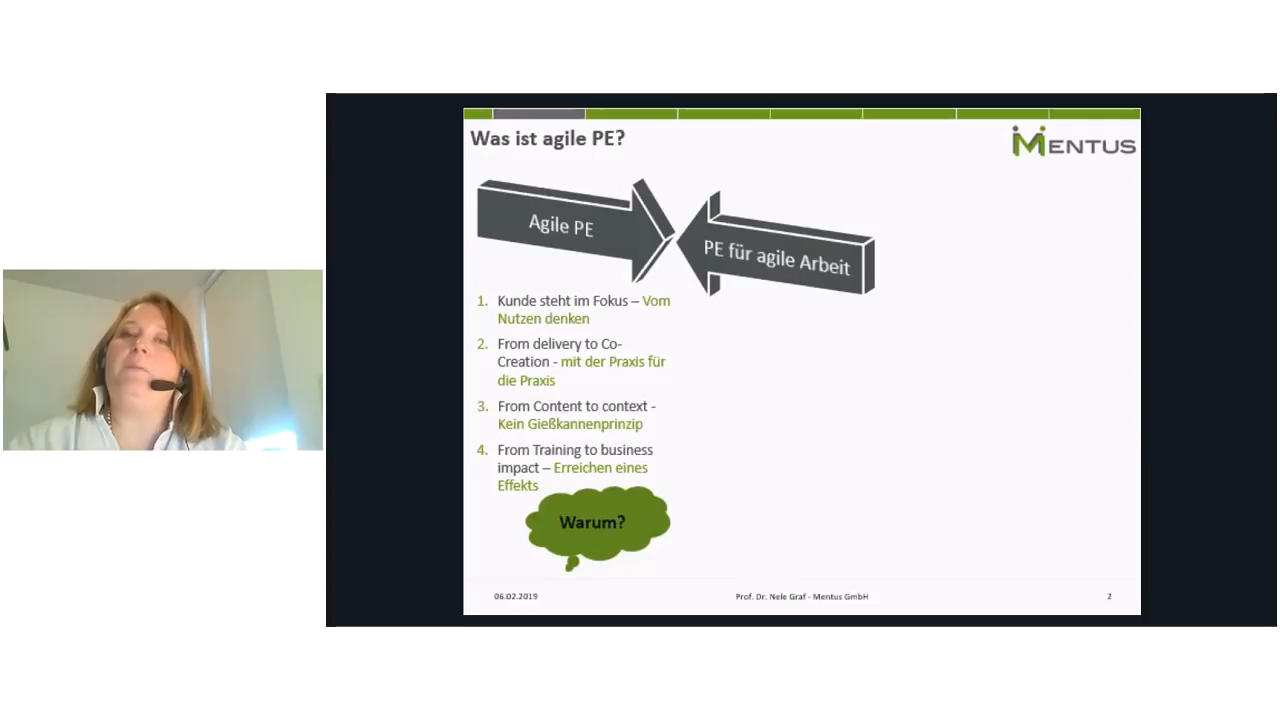 Was ist agile PE?
MENTUS
Agile PE
PE für agile Arbeit
1. Kunde steht im Fokus – Vom
Nutzen denken
2. From delivery to Co-
Creation - mit der Praxis für
die Praxis
3. From Content to context -
Kein Gießkannenprinzip
4. From Training to business
impact – Erreichen eines
Effekts
Warum?
06.02.2019
Prof. Dr. Nele Graf - Mentus GmbH
2